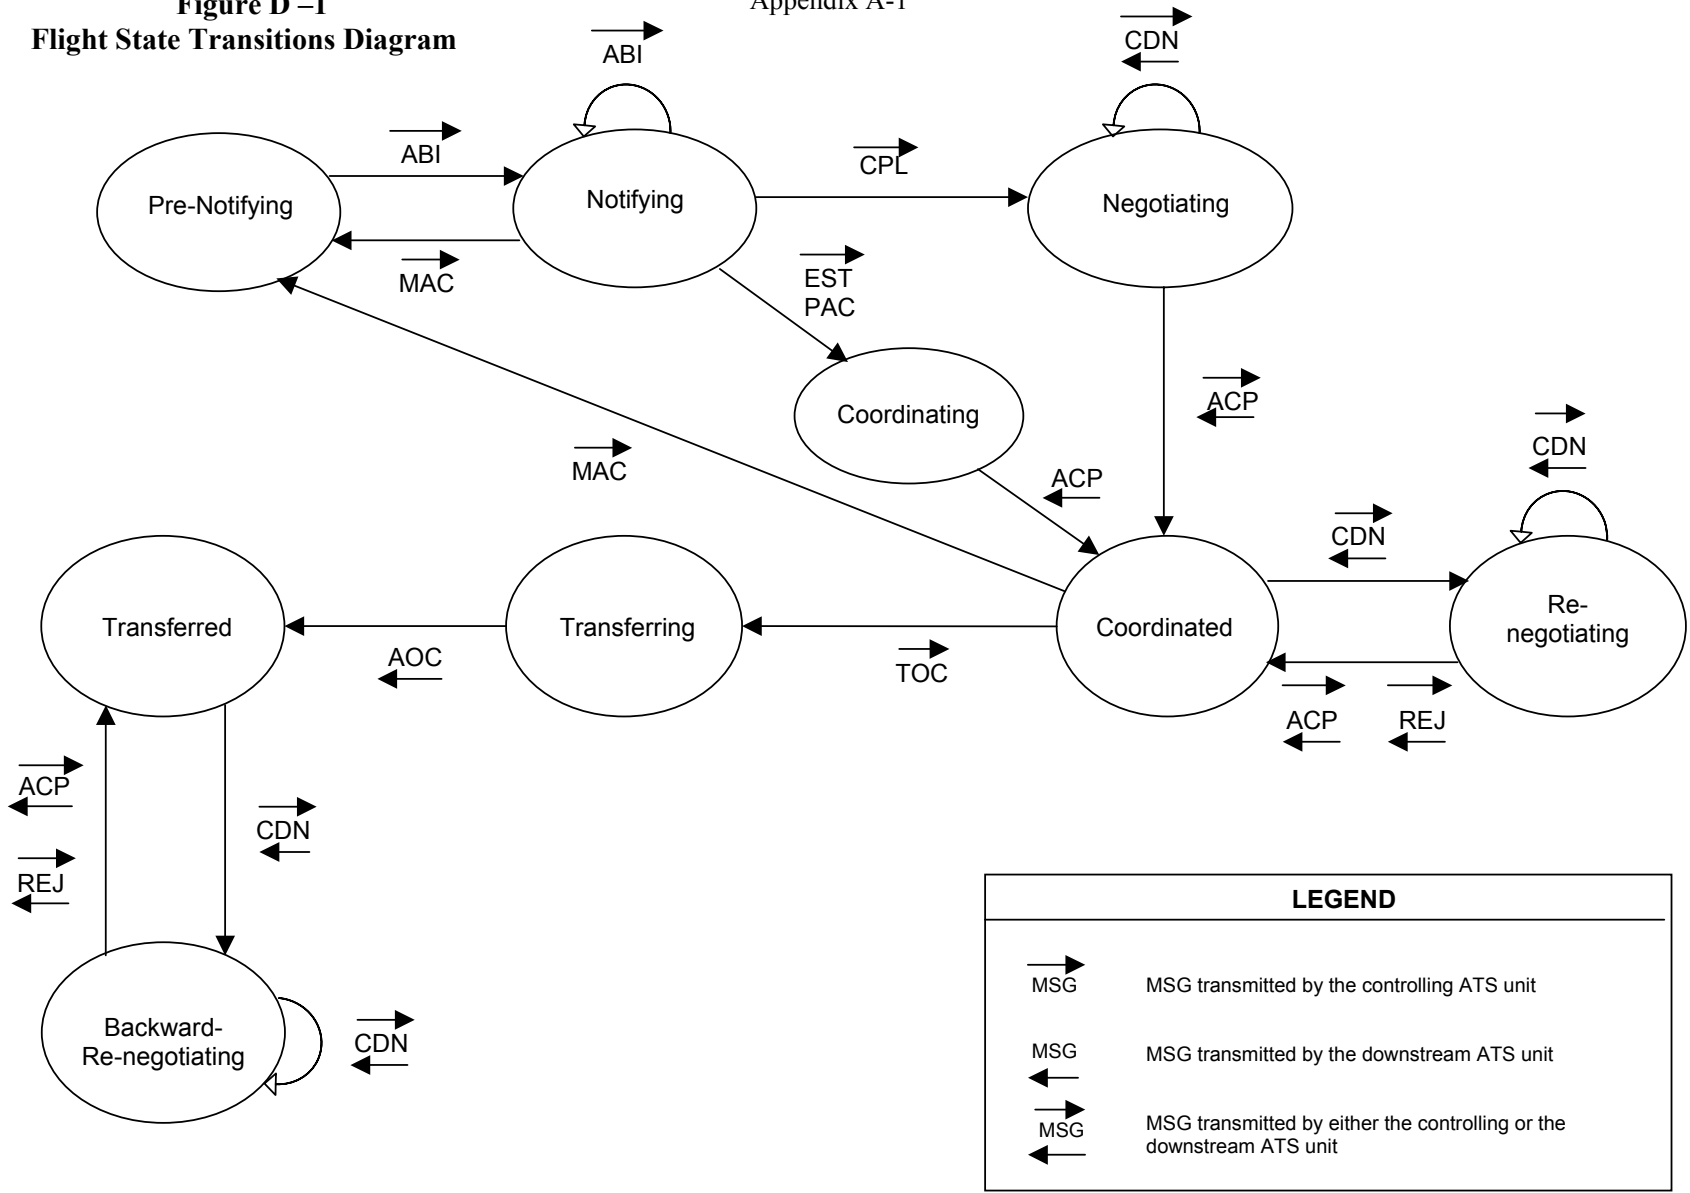 Figure D –1
Appendix A-1
Flight State Transitions Diagram
ABI
CDN
ABI
CPL
Pre-Notifying
Notifying
Negotiating
MAC
EST
PAC
Coordinating
ACP
CDN
MAC
ACP
CDN
Transferred
Transferring
Coordinated
Re-
negotiating
AOC
TOC
ACP
REJ
ACP
CDN
REJ
Backward-
Re-negotiating
CDN
LEGEND
MSG
MSG transmitted by the controlling ATS unit
MSG
MSG transmitted by the downstream ATS unit
MSG
MSG transmitted by either the controlling or the
downstream ATS unit